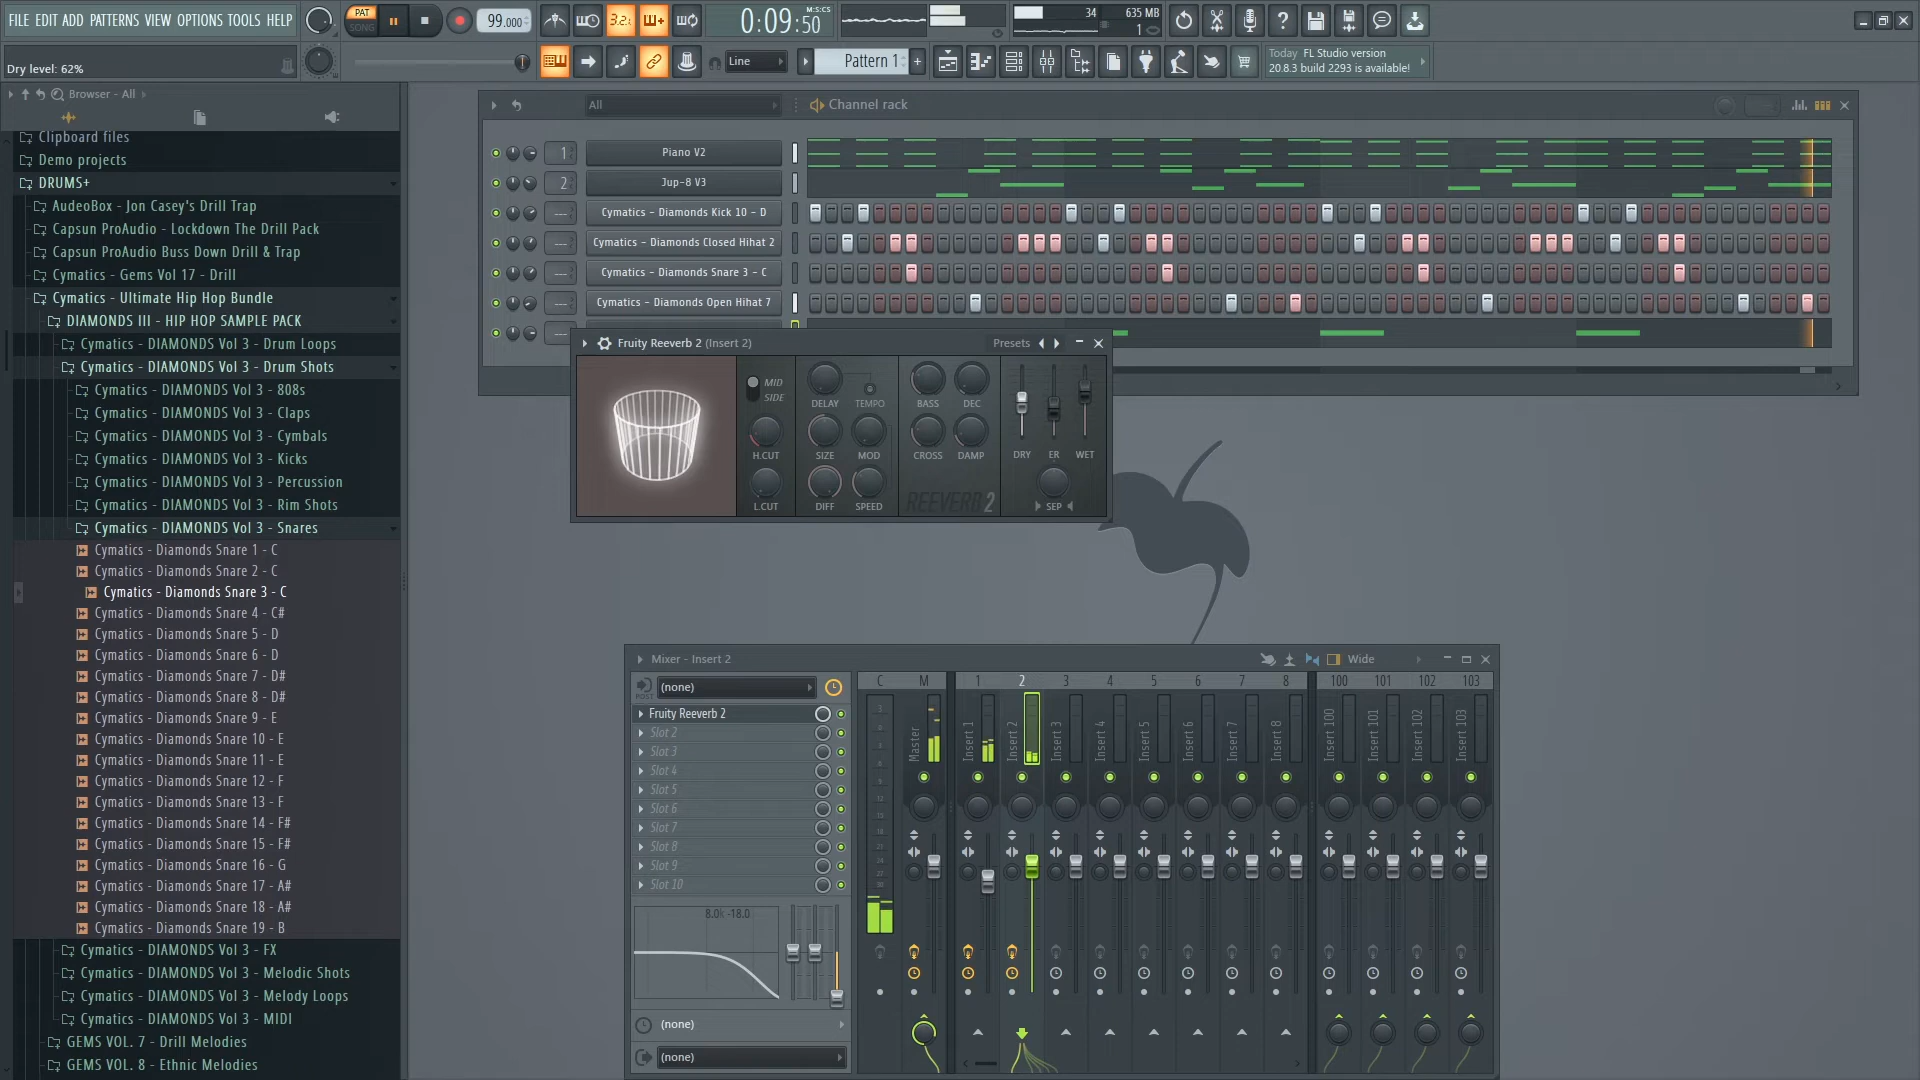 FILE EDIT ADD PATTERNS VIEW OPTIONS TOOLS HELP
PAT
SONG
99.000
3.2.
0:09:50
M:S:CS
34
635 MB
1
Dry level: 62%
Line
Pattern 1
Today FL Studio version
20.8.3 build 2293 is available!
Browser - All
Clipboard files
Demo projects
DRUMS+
AudeoBox - Jon Casey's Drill Trap
Capsun ProAudio - Lockdown The Drill Pack
Capsun ProAudio Buss Down Drill & Trap
Cymatics - Gems Vol 17 - Drill
Cymatics - Ultimate Hip Hop Bundle
DIAMONDS III - HIP HOP SAMPLE PACK
Cymatics - DIAMONDS Vol 3 - Drum Loops
Cymatics - DIAMONDS Vol 3 - Drum Shots
Cymatics - DIAMONDS Vol 3 - 808s
Cymatics - DIAMONDS Vol 3 - Claps
Cymatics - DIAMONDS Vol 3 - Cymbals
Cymatics - DIAMONDS Vol 3 - Kicks
Cymatics - DIAMONDS Vol 3 - Percussion
Cymatics - DIAMONDS Vol 3 - Rim Shots
Cymatics - DIAMONDS Vol 3 - Snares
Cymatics - Diamonds Snare 1 - C
Cymatics - Diamonds Snare 2 - C
Cymatics - Diamonds Snare 3 - C
Cymatics - Diamonds Snare 4 - C#
Cymatics - Diamonds Snare 5 - D
Cymatics - Diamonds Snare 6 - D
Cymatics - Diamonds Snare 7 - D#
Cymatics - Diamonds Snare 8 - D#
Cymatics - Diamonds Snare 9 - E
Cymatics - Diamonds Snare 10 - E
Cymatics - Diamonds Snare 11 - E
Cymatics - Diamonds Snare 12 - F
Cymatics - Diamonds Snare 13 - F
Cymatics - Diamonds Snare 14 - F#
Cymatics - Diamonds Snare 15 - F#
Cymatics - Diamonds Snare 16 - G
Cymatics - Diamonds Snare 17 - A#
Cymatics - Diamonds Snare 18 - A#
Cymatics - Diamonds Snare 19 - B
Cymatics - DIAMONDS Vol 3 - FX
Cymatics - DIAMONDS Vol 3 - Melodic Shots
Cymatics - DIAMONDS Vol 3 - Melody Loops
Cymatics - DIAMONDS Vol 3 - MIDI
GEMS VOL. 7 - Drill Melodies
GEMS VOL. 8 - Ethnic Melodies
All
Channel rack
1 Piano V2
2 Jup-8 V3
--- Cymatics - Diamonds Kick 10 - D
--- Cymatics - Diamonds Closed Hihat 2
--- Cymatics - Diamonds Snare 3 - C
--- Cymatics - Diamonds Open Hihat 7
---
Fruity Reeverb 2 (Insert 2)
Presets
MID
SIDE
DELAY TEMPO BASS DEC
H.CUT SIZE MOD CROSS DAMP DRY ER WET
L.CUT DIFF SPEED REEVERB 2 SEP
Mixer - Insert 2
Wide
POST
(none)
Fruity Reeverb 2
Slot 2
Slot 3
Slot 4
Slot 5
Slot 6
Slot 7
Slot 8
Slot 9
Slot 10
8.0k -18.0
(none)
(none)
C M 1 2 3 4 5 6 7 8 100 101 102 103
Master
Insert 1
Insert 2
Insert 3
Insert 4
Insert 5
Insert 6
Insert 7
Insert 8
Insert 100
Insert 101
Insert 102
Insert 103